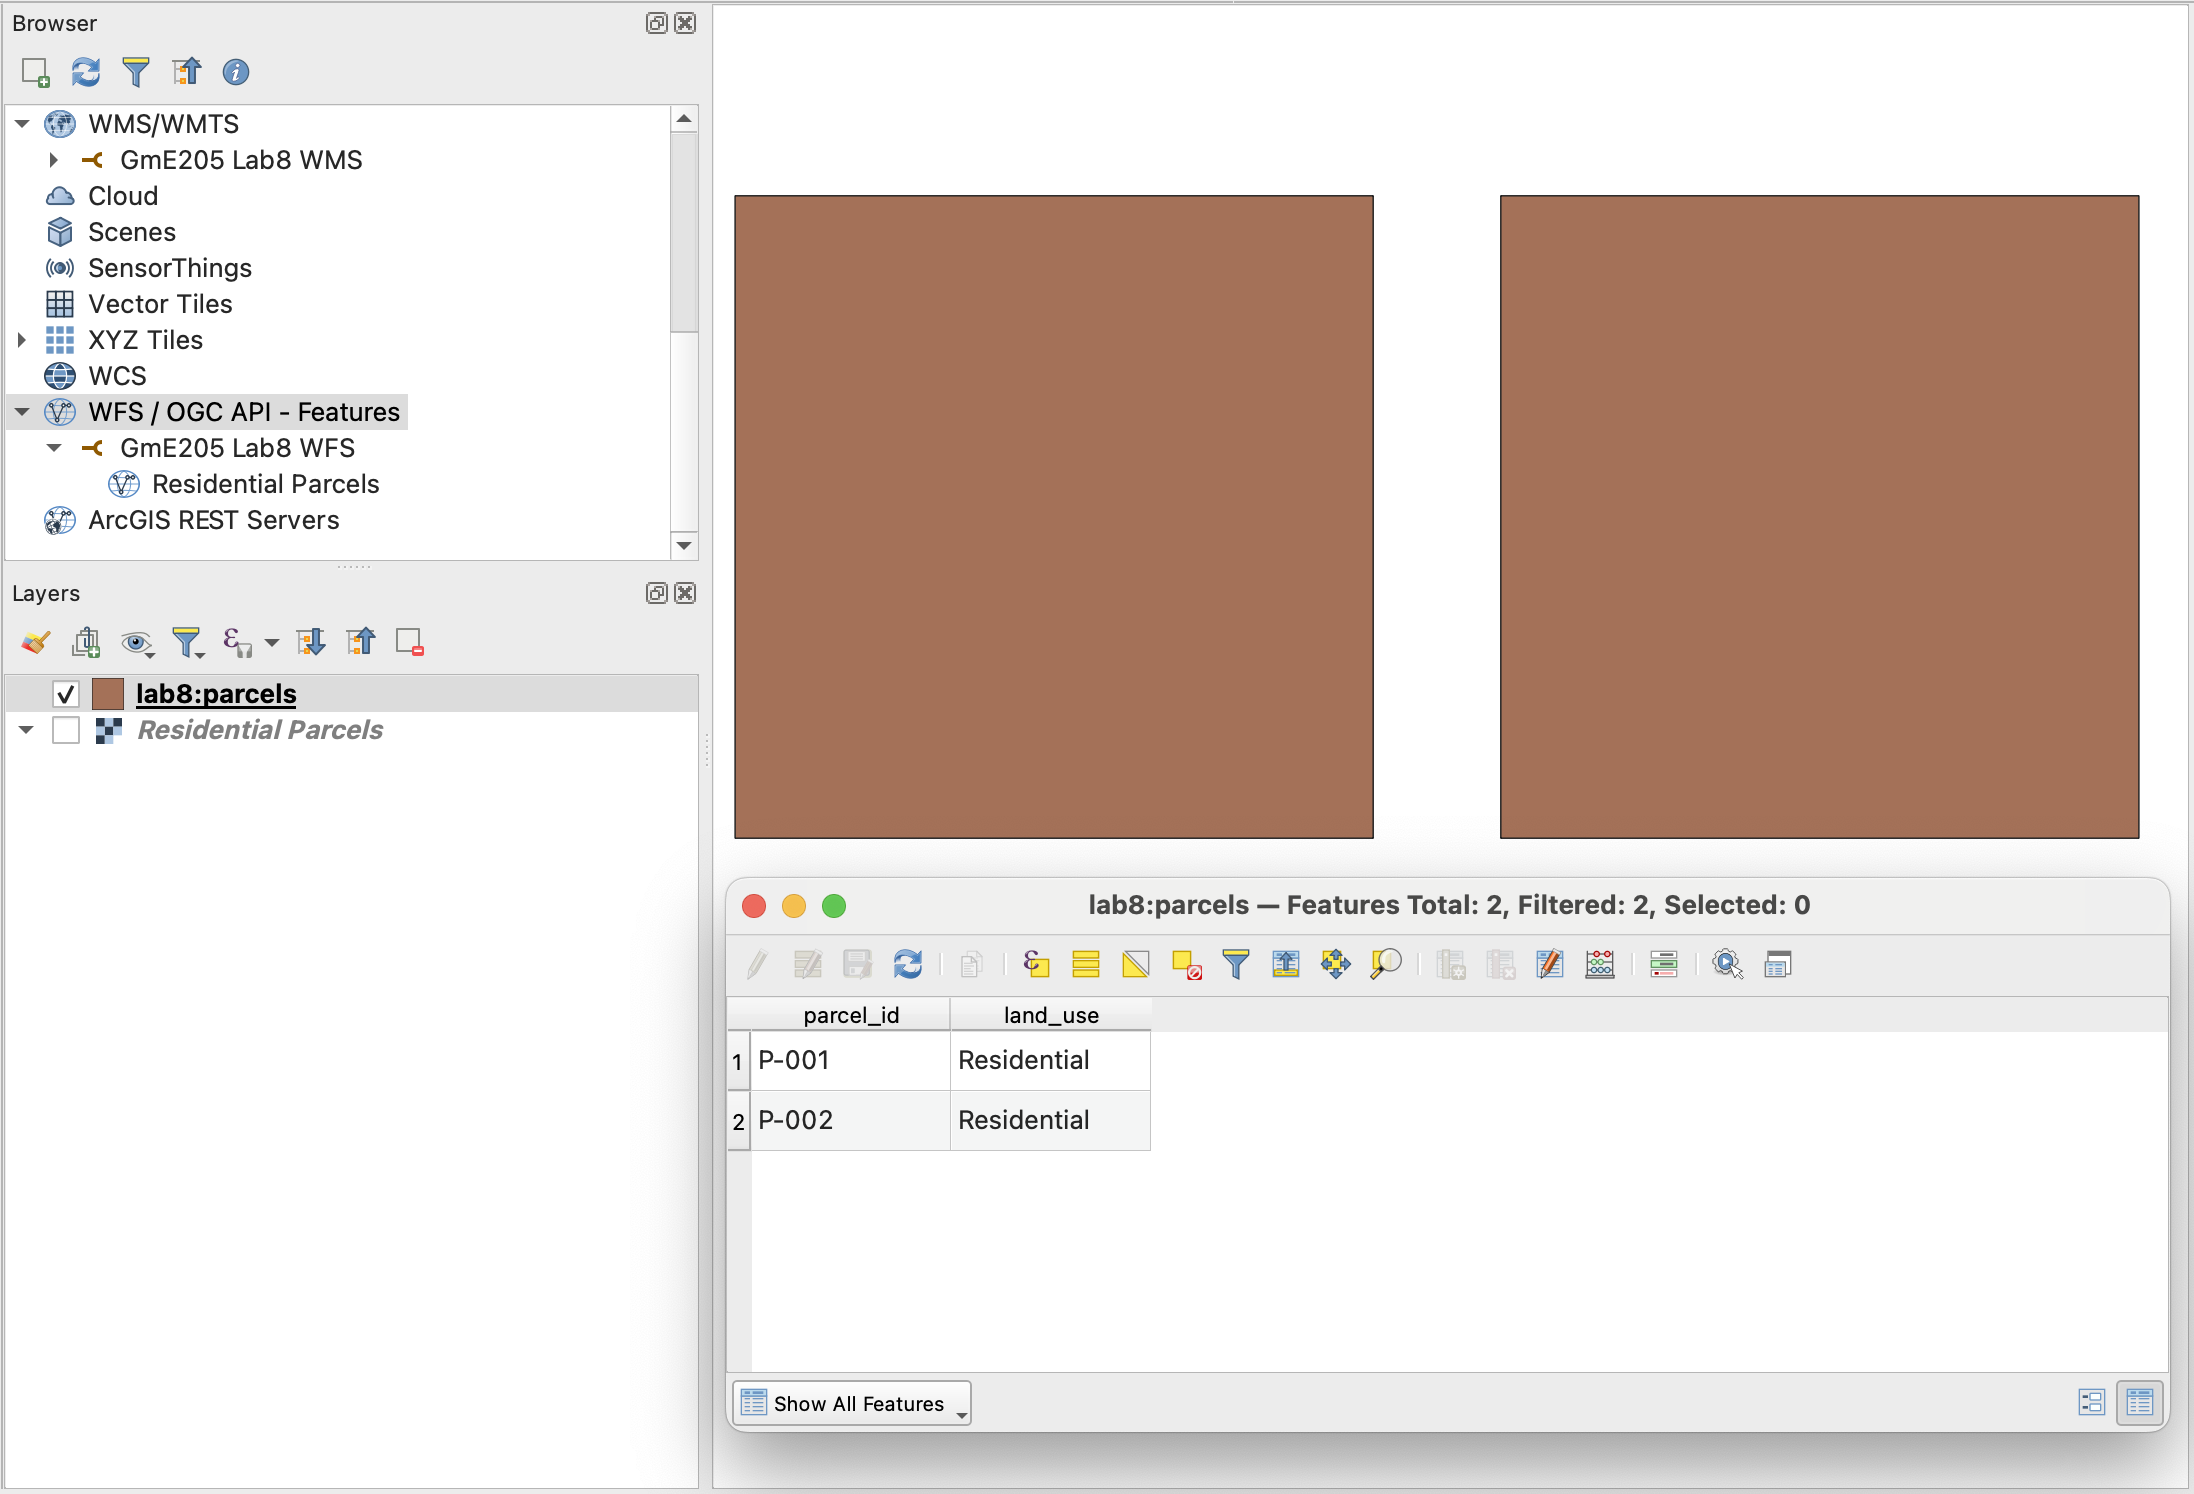 Browser
WMS/WMTS
GmE205 Lab8 WMS
Cloud
Scenes
SensorThings
Vector Tiles
XYZ Tiles
WCS
WFS / OGC API - Features
GmE205 Lab8 WFS
Residential Parcels
ArcGIS REST Servers
Layers
lab8:parcels
Residential Parcels
lab8:parcels — Features Total: 2, Filtered: 2, Selected: 0
parcel_id land_use
1 P-001 Residential
2 P-002 Residential
Show All Features